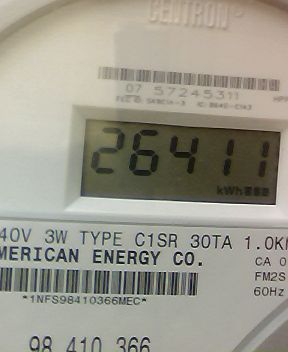 CENTRON®
07 57245311
26411
kWh
40V 3W TYPE C1SR 30TA 1.0K
MERICAN ENERGY CO.
CA 0
FM2S
*1NFS98410366MEC*
60Hz
98 410 366